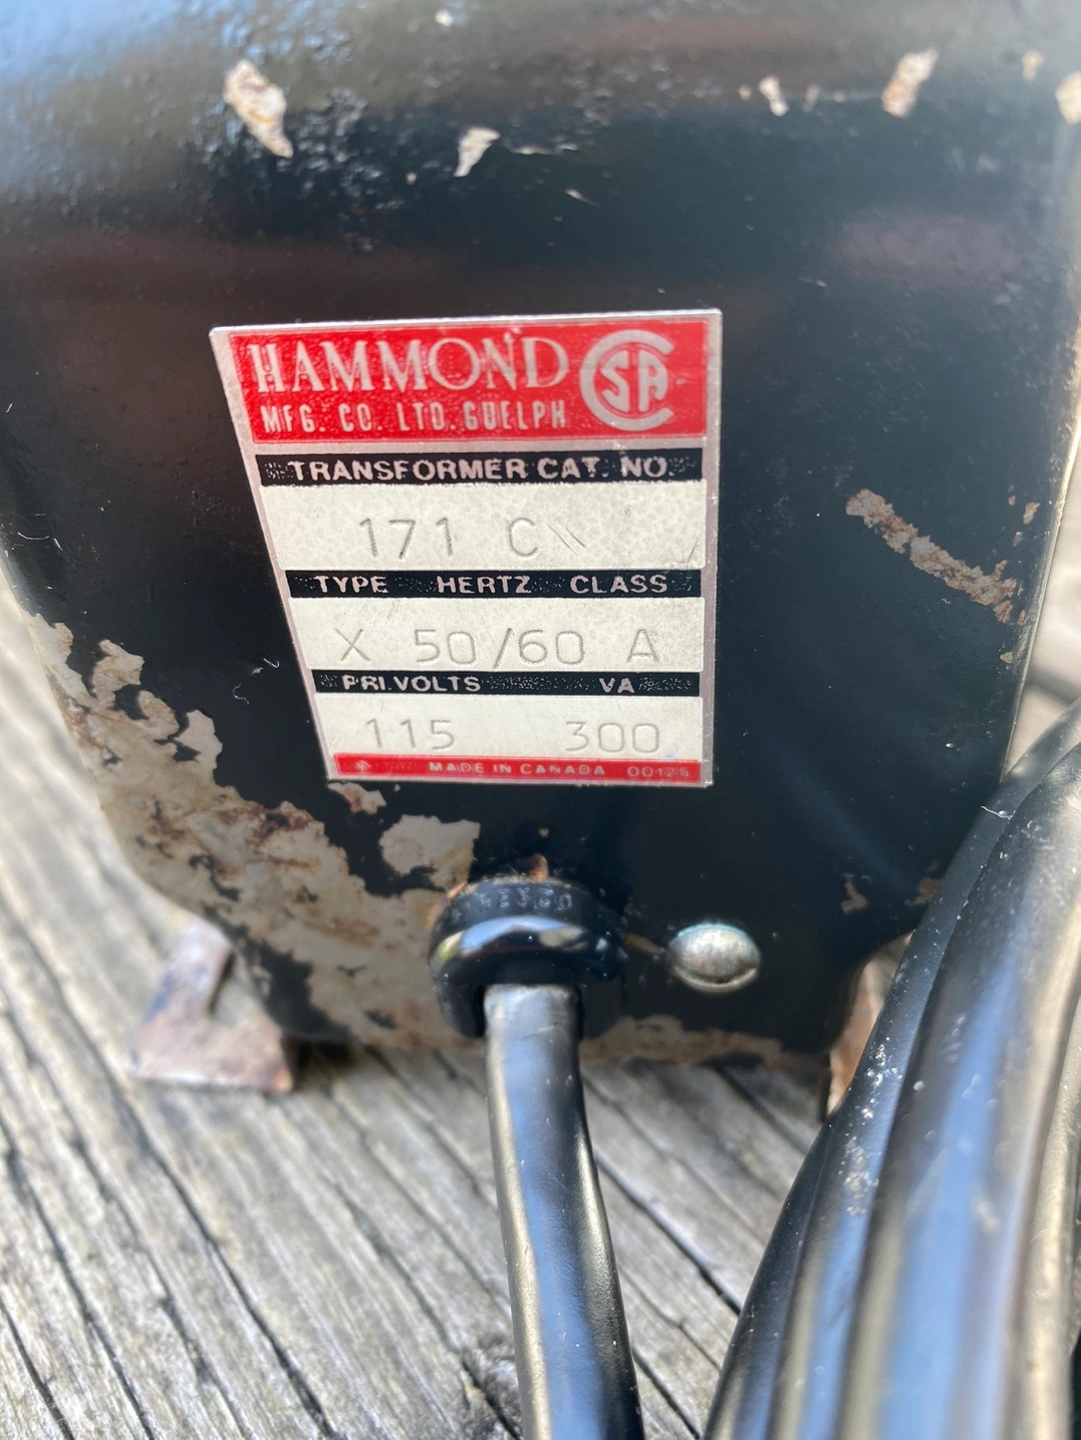 HAMMOND CSA
MFG. CO. LTD. GUELPH
TRANSFORMER CAT. NO.
171 C
TYPE HERTZ CLASS
X 50/60 A
PRI. VOLTS VA
115 300
MADE IN CANADA